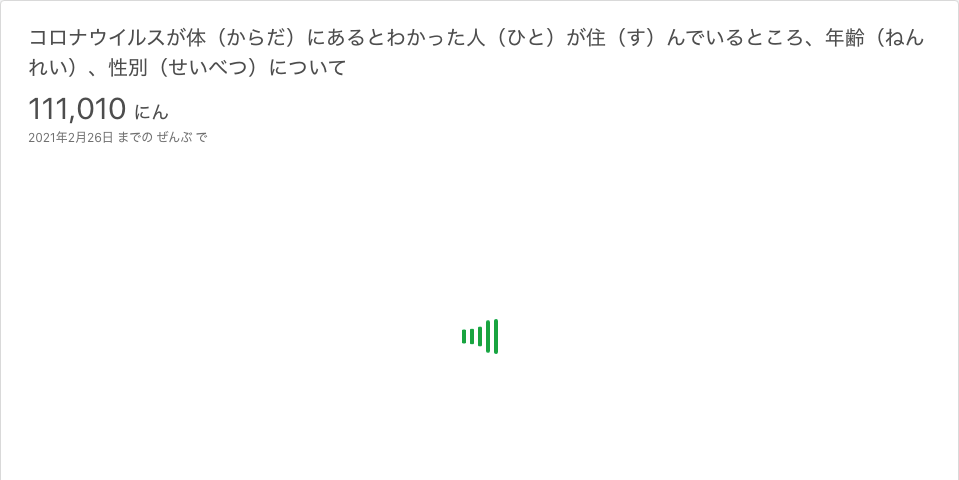 コロナウイルスが体（からだ）にあるとわかった人（ひと）が住（す）んでいるところ、年齢（ねん
れい）、性別（せいべつ）について
111,010 にん
2021年2月26日 までの ぜんぶ で